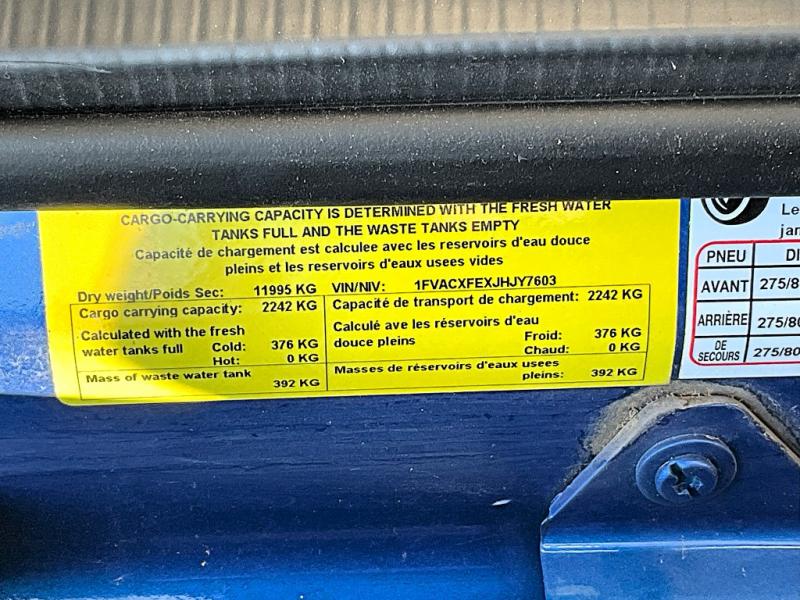 CARGO-CARRYING CAPACITY IS DETERMINED WITH THE FRESH WATER
TANKS FULL AND THE WASTE TANKS EMPTY
Capacité de chargement est calculee avec les reservoirs d'eau douce
pleins et les reservoirs d'eaux usees vides
Dry weight/Poids Sec: 11995 KG VIN/NIV: 1FVACXFEXJHJY7603
Cargo carrying capacity: 2242 KG
Calculated with the fresh
water tanks full Cold: 376 KG
Hot: 0 KG
Mass of waste water tank
392 KG
Capacité de transport de chargement: 2242 KG
Calculé ave les réservoirs d'eau
douce pleins Froid: 376 KG
Chaud: 0 KG
Masses de réservoirs d'eaux usees
pleins: 392 KG
Le
jan
PNEU DI
AVANT 275/8
ARRIÈRE 275/80
DE
SECOURS 275/80